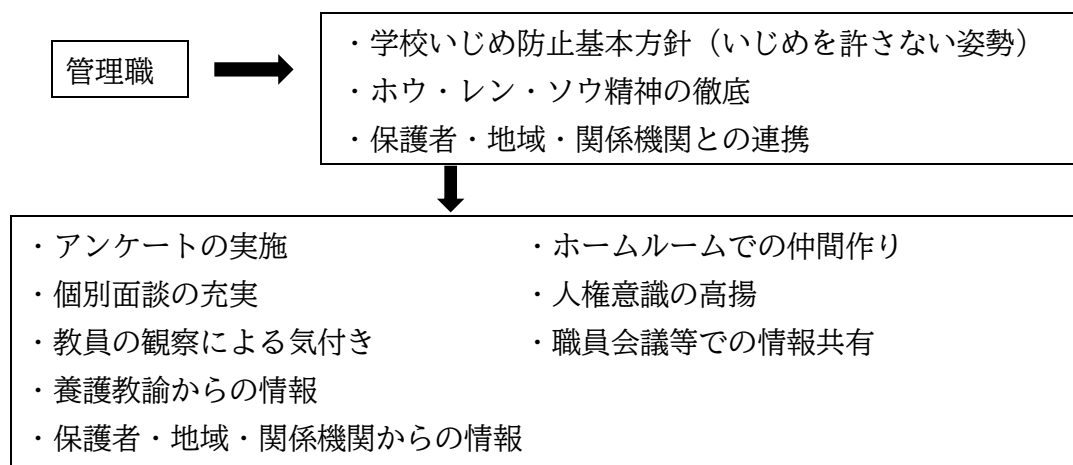 管理職
・学校いじめ防止基本方針（いじめを許さない姿勢）
・ホウ・レン・ソウ精神の徹底
・保護者・地域・関係機関との連携
・アンケートの実施
・個別面談の充実
・教員の観察による気付き
・養護教諭からの情報
・保護者・地域・関係機関からの情報
・ホームルームでの仲間作り
・人権意識の高揚
・職員会議等での情報共有